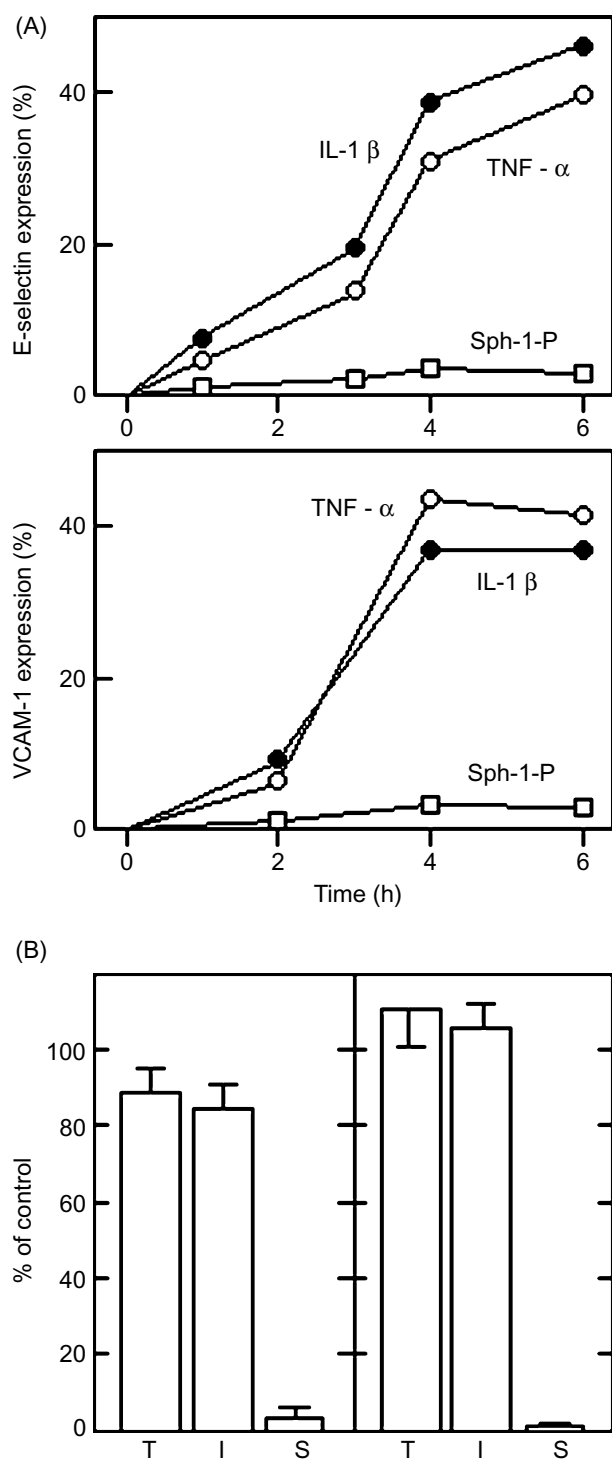 (A)
E-selectin expression (%)
40
20
0
IL-1 β
TNF - α
Sph-1-P
0 2 4 6
VCAM-1 expression (%)
40
20
0
TNF - α
IL-1 β
Sph-1-P
0 2 4 6
Time (h)
(B)
% of control
100
80
60
40
20
0
T I S T I S